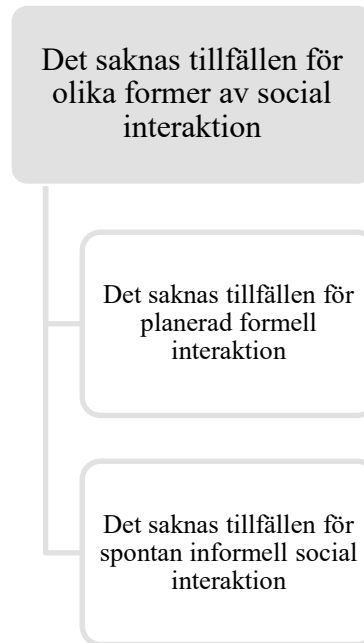 Det saknas tillfällen för
olika former av social
interaktion
Det saknas tillfällen för
planerad formell
interaktion
Det saknas tillfällen för
spontan informell social
interaktion